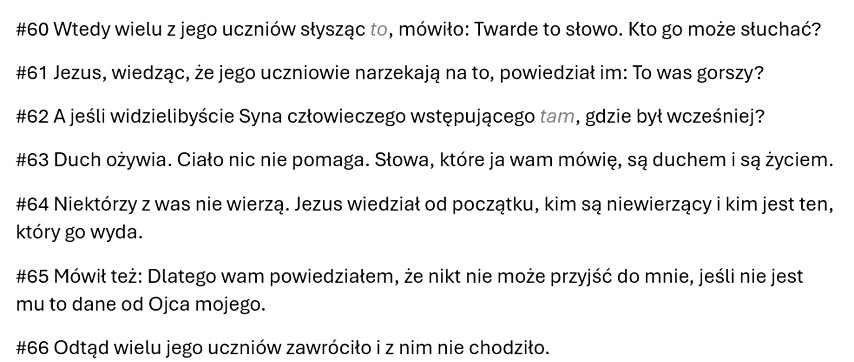 #60 Wtedy wielu z jego uczniów słysząc to, mówiło: Twarde to słowo. Kto go może słuchać?
#61 Jezus, wiedząc, że jego uczniowie narzekają na to, powiedział im: To was gorszy?
#62 A jeśli widzielibyście Syna człowieczego wstępującego tam, gdzie był wcześniej?
#63 Duch ożywia. Ciało nic nie pomaga. Słowa, które ja wam mówię, są duchem i są życiem.
#64 Niektórzy z was nie wierzą. Jezus wiedział od początku, kim są niewierzący i kim jest ten,
który go wyda.
#65 Mówił też: Dlatego wam powiedziałem, że nikt nie może przyjść do mnie, jeśli nie jest
mu to dane od Ojca mojego.
#66 Odtąd wielu jego uczniów zawróciło i z nim nie chodziło.